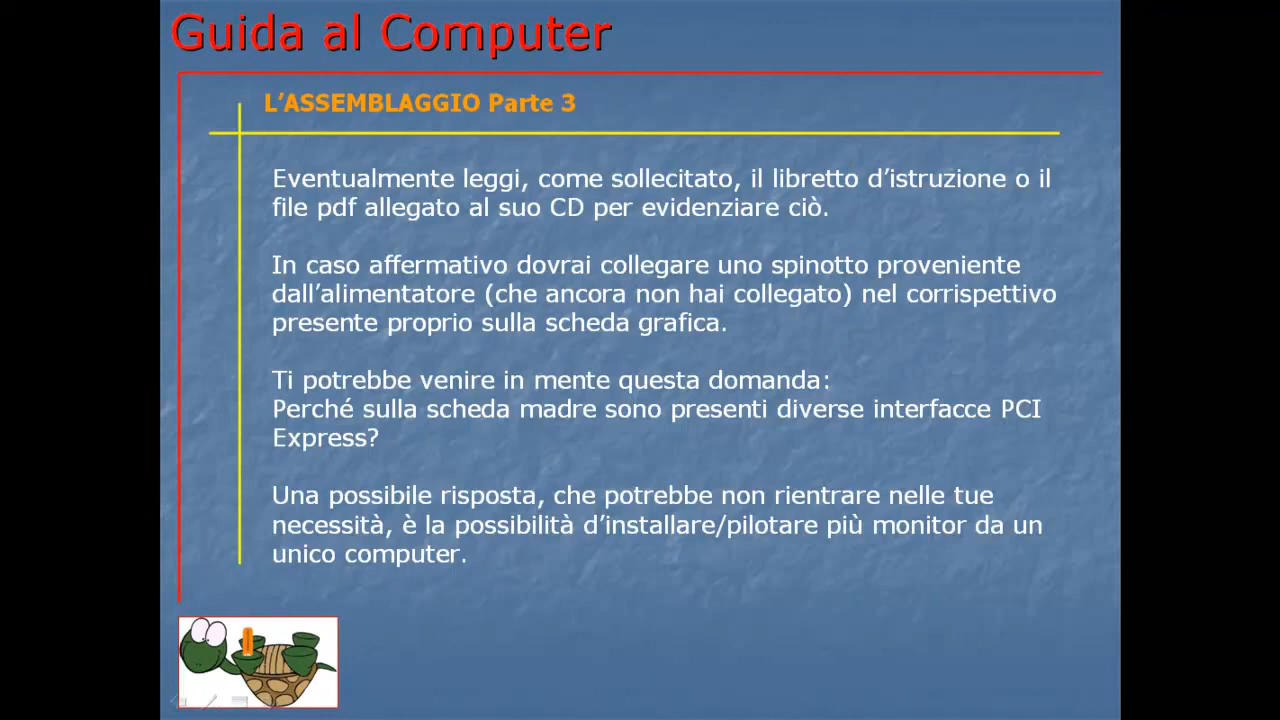 Guida al Computer
L’ASSEMBLAGGIO Parte 3
Eventualmente leggi, come sollecitato, il libretto d’istruzione o il
file pdf allegato al suo CD per evidenziare ciò.
In caso affermativo dovrai collegare uno spinotto proveniente
dall’alimentatore (che ancora non hai collegato) nel corrispettivo
presente proprio sulla scheda grafica.
Ti potrebbe venire in mente questa domanda:
Perché sulla scheda madre sono presenti diverse interfacce PCI
Express?
Una possibile risposta, che potrebbe non rientrare nelle tue
necessità, è la possibilità d’installare/pilotare più monitor da un
unico computer.